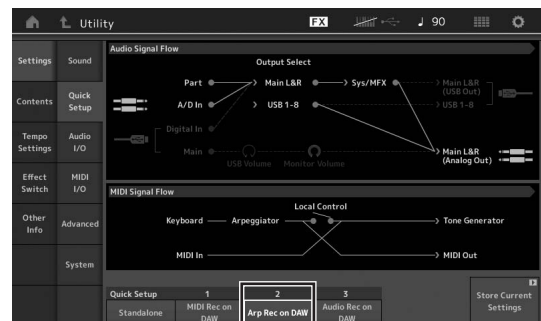 Utility
FX
♩ 90
Settings
Contents
Tempo Settings
Effect Switch
Other Info
Sound
Quick Setup
Audio I/O
MIDI I/O
Advanced
System
Audio Signal Flow
Output Select
Part
Main L&R
Sys/MFX
Main L&R (USB Out)
A/D In
USB 1–8
USB 1–8
Digital In
Main
USB Volume
Monitor Volume
Main L&R (Analog Out)
MIDI Signal Flow
Local Control
Keyboard
Arpeggiator
Tone Generator
MIDI In
MIDI Out
Quick Setup
1
2
3
Standalone
MIDI Rec on DAW
Arp Rec on DAW
Audio Rec on DAW
Store Current Settings